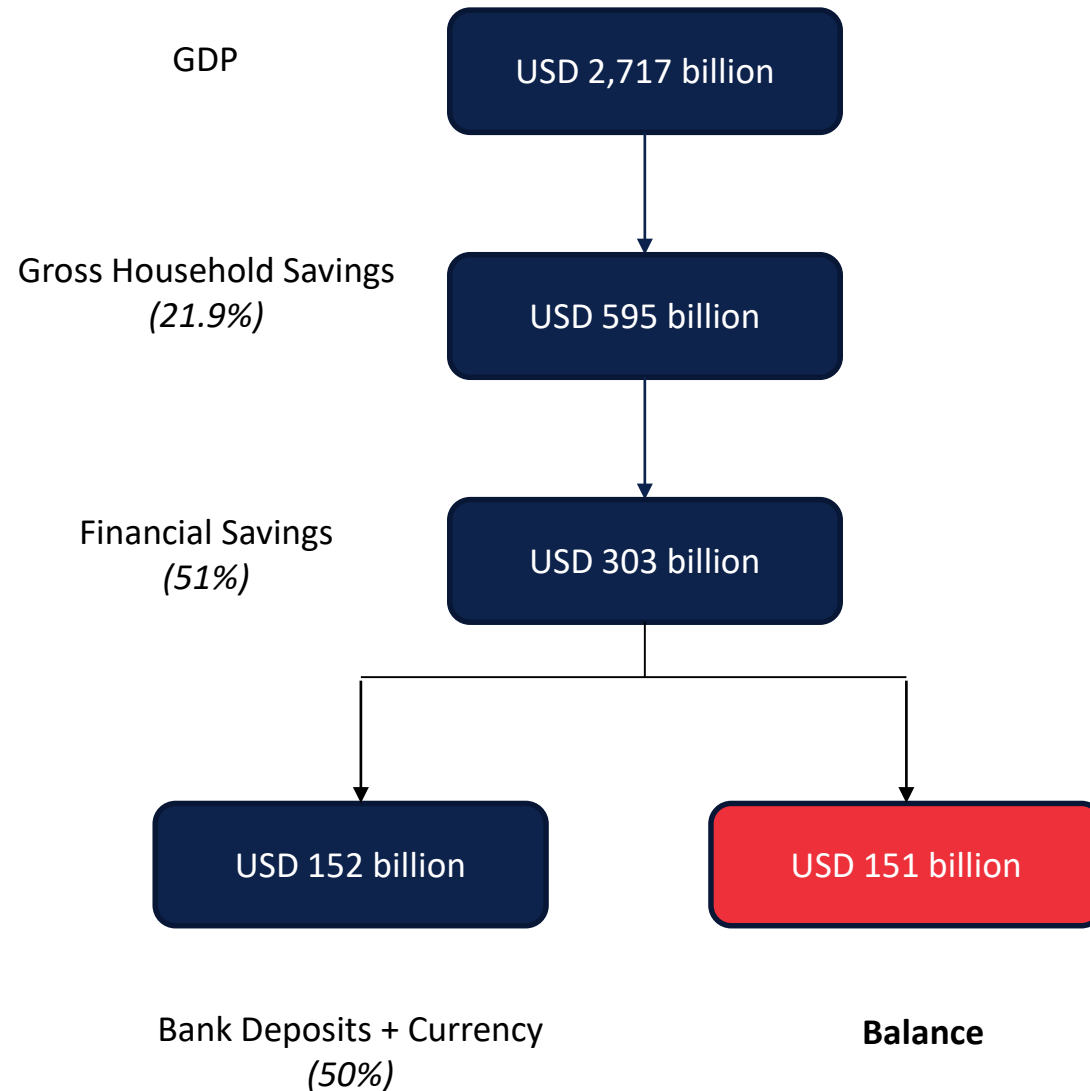 GDP
USD 2,717 billion
Gross Household Savings
(21.9%)
USD 595 billion
Financial Savings
(51%)
USD 303 billion
USD 152 billion
USD 151 billion
Bank Deposits + Currency
(50%)
Balance